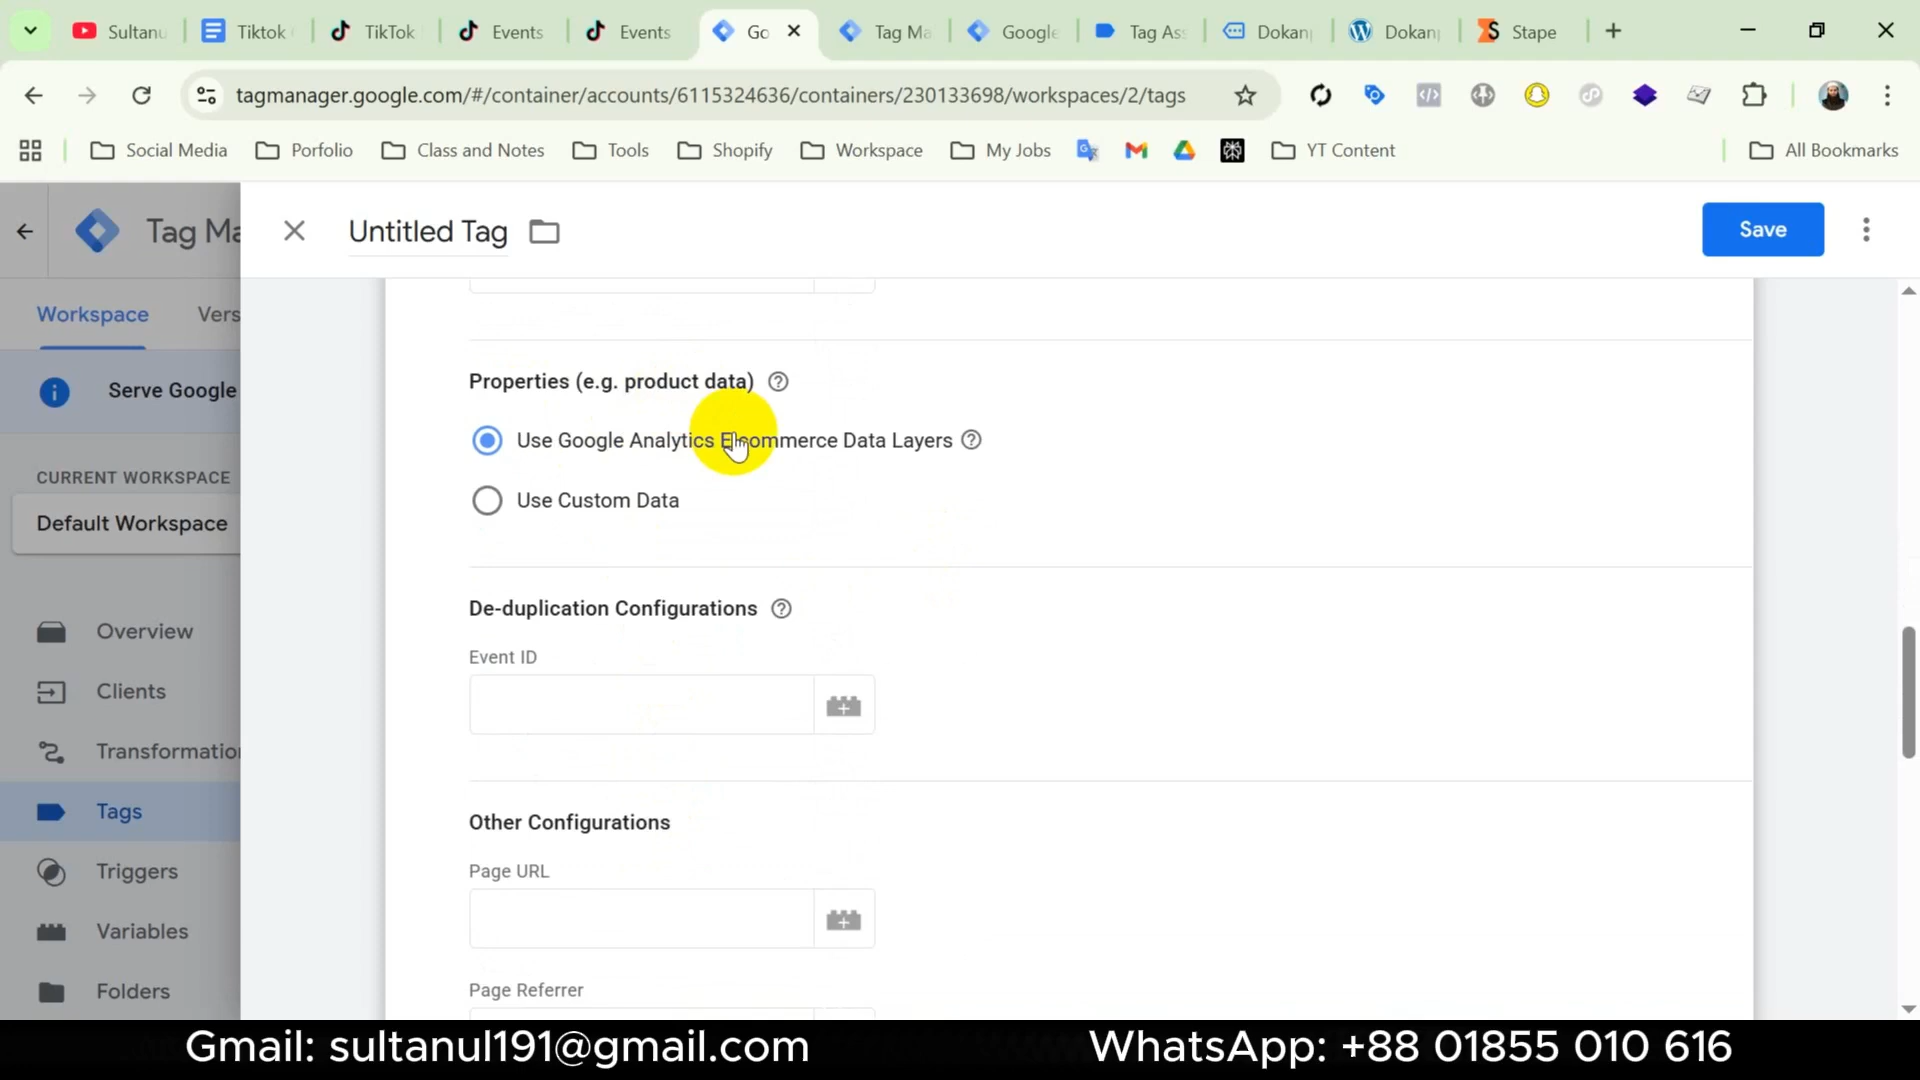 Sultanu
Tiktok
TikTok
Events
Events
Go
Tag Ma
Google
Tag Ass
Dokan
Dokan
Stape
tagmanager.google.com/#/container/accounts/6115324636/containers/230133698/workspaces/2/tags
Social Media
Porfolio
Class and Notes
Tools
Shopify
Workspace
My Jobs
YT Content
All Bookmarks
Tag Ma
Untitled Tag
Save
Workspace
Vers
Serve Google
CURRENT WORKSPACE
Default Workspace
Overview
Clients
Transformation
Tags
Triggers
Variables
Folders
Properties (e.g. product data)
Use Google Analytics Ecommerce Data Layers
Use Custom Data
De-duplication Configurations
Event ID
Other Configurations
Page URL
Page Referrer
Gmail: sultanul191@gmail.com
WhatsApp: +88 01855 010 616